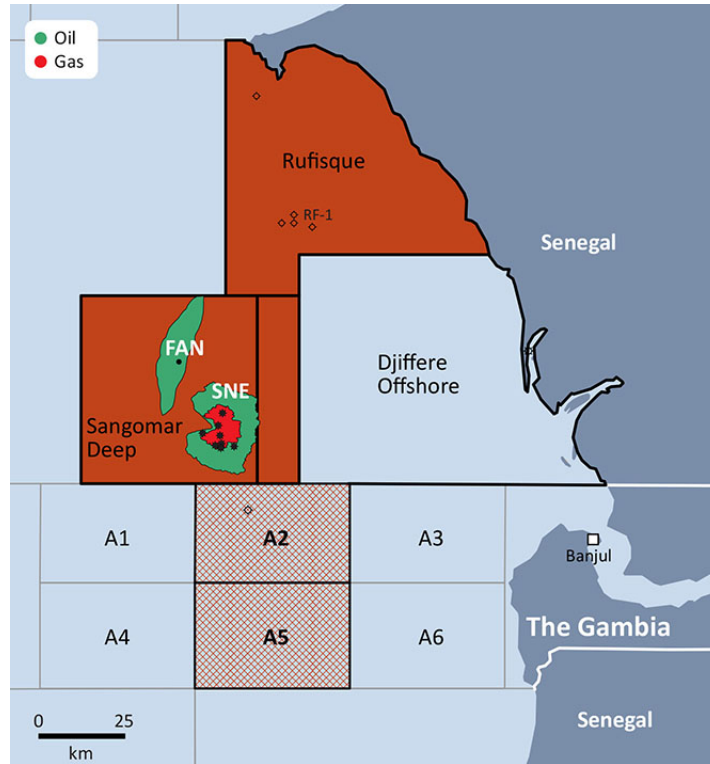 Oil
Gas
Rufisque
RF-1
Senegal
FAN
SNE
Sangomar
Deep
Djiffere
Offshore
A1
A2
A3
Banjul
A4
A5
A6
The Gambia
Senegal
0
25
km